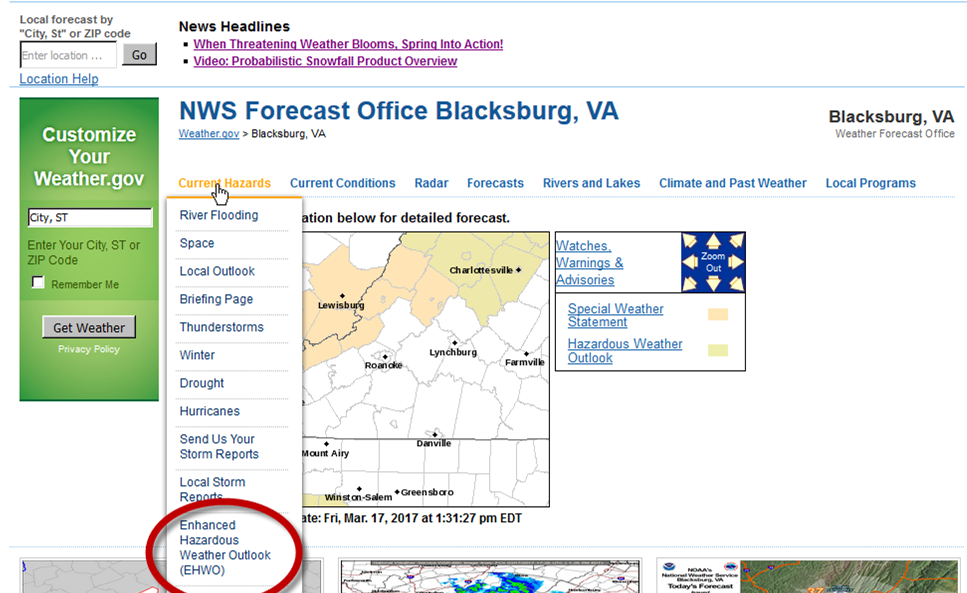 Local forecast by
"City, St" or ZIP code
Enter location ...
Go
Location Help
News Headlines
When Threatening Weather Blooms, Spring Into Action!
Video: Probabilistic Snowfall Product Overview
Customize
Your
Weather.gov
City, ST
Enter Your City, ST or
ZIP Code
Remember Me
Get Weather
Privacy Policy
NWS Forecast Office Blacksburg, VA
Weather.gov > Blacksburg, VA
Blacksburg, VA
Weather Forecast Office
Current Hazards
Current Conditions
Radar
Forecasts
Rivers and Lakes
Climate and Past Weather
Local Programs
River Flooding
Space
Local Outlook
Briefing Page
Thunderstorms
Winter
Drought
Hurricanes
Send Us Your
Storm Reports
Local Storm
Reports
Enhanced
Hazardous
Weather Outlook
(EHWO)
ation below for detailed forecast.
Charlottesville
Lewisburg
Lynchburg
Roanoke
Farmville
Danville
Mount Airy
Winston-Salem
Greensboro
Watches,
Warnings &
Advisories
Zoom
Out
Special Weather
Statement
Hazardous Weather
Outlook
ate: Fri, Mar. 17, 2017 at 1:31:27 pm EDT
NOAA's
National Weather Service
Blacksburg, VA
Today's Forecast